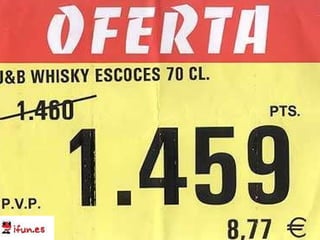 OFERTA
J&B WHISKY ESCOCES 70 CL.
1.460
PTS.
1.459
P.V.P.
8,77 €
ifun.es